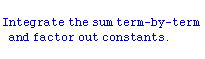 Integrate the sum term-by-term
and factor out constants.